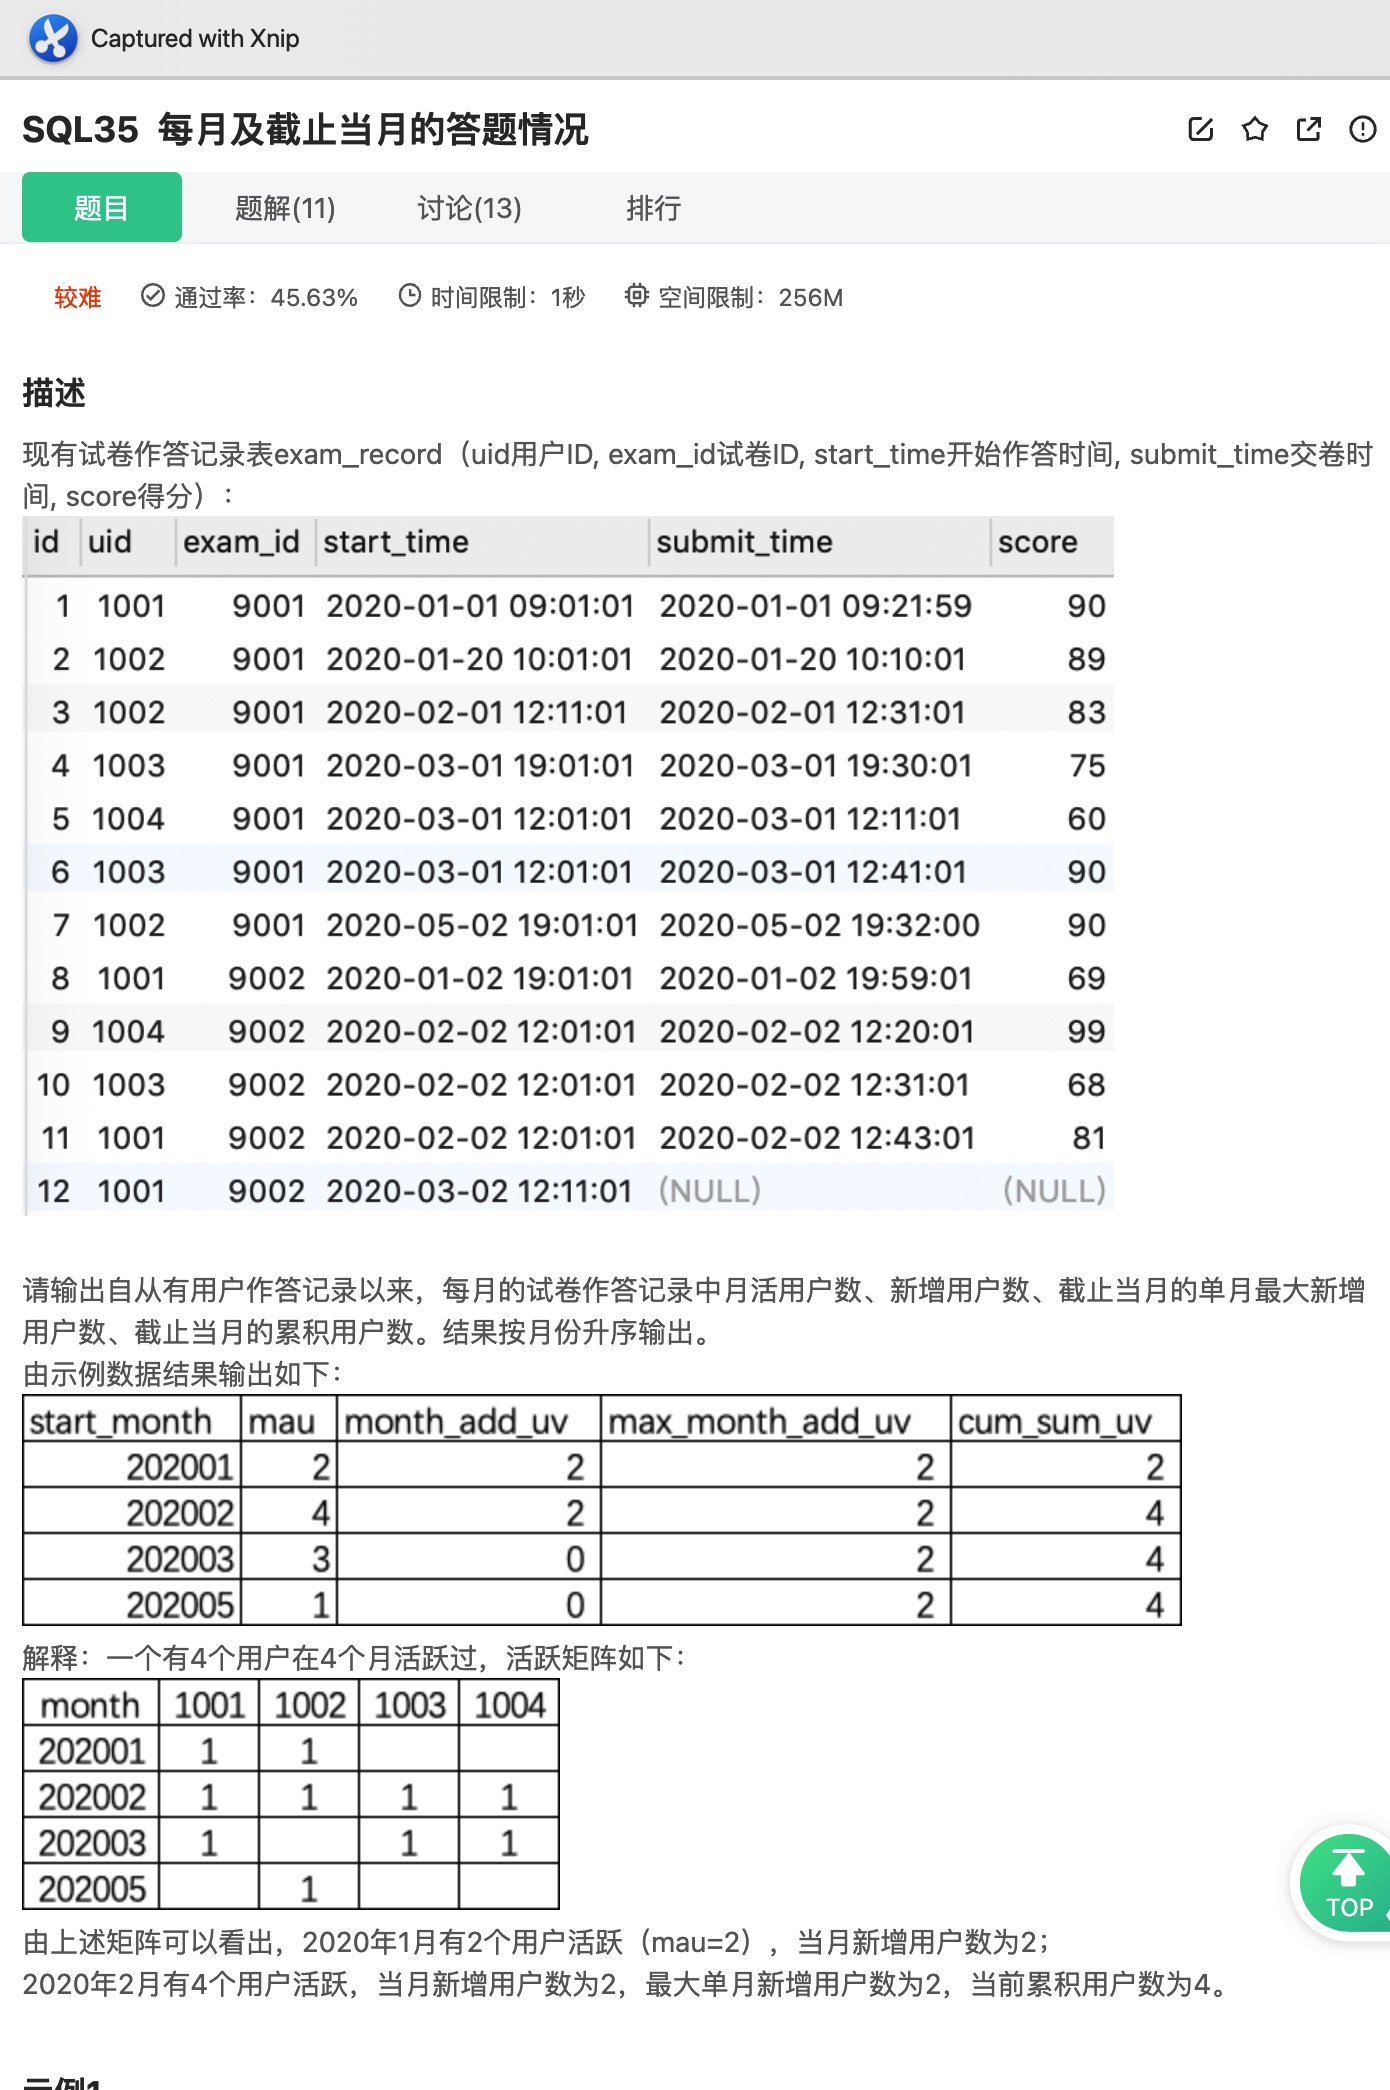 Captured with Xnip
SQL35 每月及截止当月的答题情况
题目 题解(11) 讨论(13) 排行
较难 通过率：45.63% 时间限制：1秒 空间限制：256M
描述
现有试卷作答记录表exam_record（uid用户ID, exam_id试卷ID, start_time开始作答时间, submit_time交卷时
间, score得分）：
id uid exam_id start_time submit_time score
1 1001 9001 2020-01-01 09:01:01 2020-01-01 09:21:59 90
2 1002 9001 2020-01-20 10:01:01 2020-01-20 10:10:01 89
3 1002 9001 2020-02-01 12:11:01 2020-02-01 12:31:01 83
4 1003 9001 2020-03-01 19:01:01 2020-03-01 19:30:01 75
5 1004 9001 2020-03-01 12:01:01 2020-03-01 12:11:01 60
6 1003 9001 2020-03-01 12:01:01 2020-03-01 12:41:01 90
7 1002 9001 2020-05-02 19:01:01 2020-05-02 19:32:00 90
8 1001 9002 2020-01-02 19:01:01 2020-01-02 19:59:01 69
9 1004 9002 2020-02-02 12:01:01 2020-02-02 12:20:01 99
10 1003 9002 2020-02-02 12:01:01 2020-02-02 12:31:01 68
11 1001 9002 2020-02-02 12:01:01 2020-02-02 12:43:01 81
12 1001 9002 2020-03-02 12:11:01 (NULL) (NULL)
请输出自从有用户作答记录以来，每月的试卷作答记录中月活用户数、新增用户数、截止当月的单月最大新增
用户数、截止当月的累积用户数。结果按月份升序输出。
由示例数据结果输出如下：
start_month mau month_add_uv max_month_add_uv cum_sum_uv
202001 2 2 2 2
202002 4 2 2 4
202003 3 0 2 4
202005 1 0 2 4
解释：一个有4个用户在4个月活跃过，活跃矩阵如下：
month 1001 1002 1003 1004
202001 1 1
202002 1 1 1 1
202003 1 1 1
202005 1
TOP
由上述矩阵可以看出，2020年1月有2个用户活跃（mau=2），当月新增用户数为2；
2020年2月有4个用户活跃，当月新增用户数为2，最大单月新增用户数为2，当前累积用户数为4。
示例1